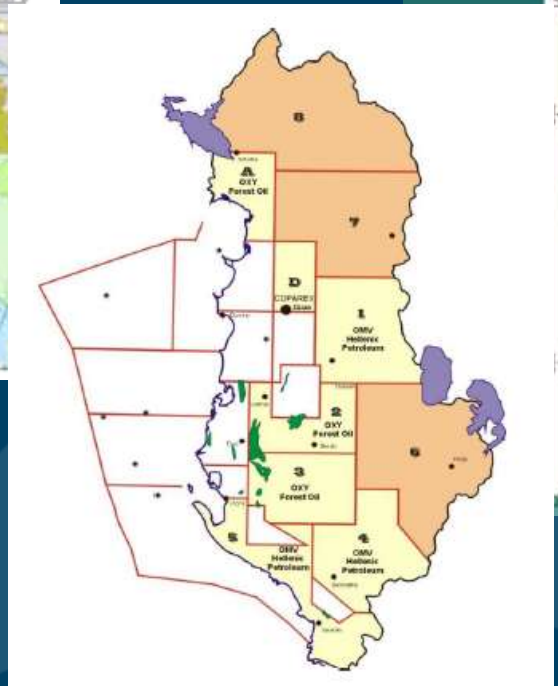 8
A
OXY
Forest Oil
7
D
COPAREX
1
OMV
Hellenic
Petroleum
2
OXY
Forest Oil
6
3
OXY
Forest Oil
5
OMV
Hellenic
Petroleum
4
OMV
Hellenic
Petroleum